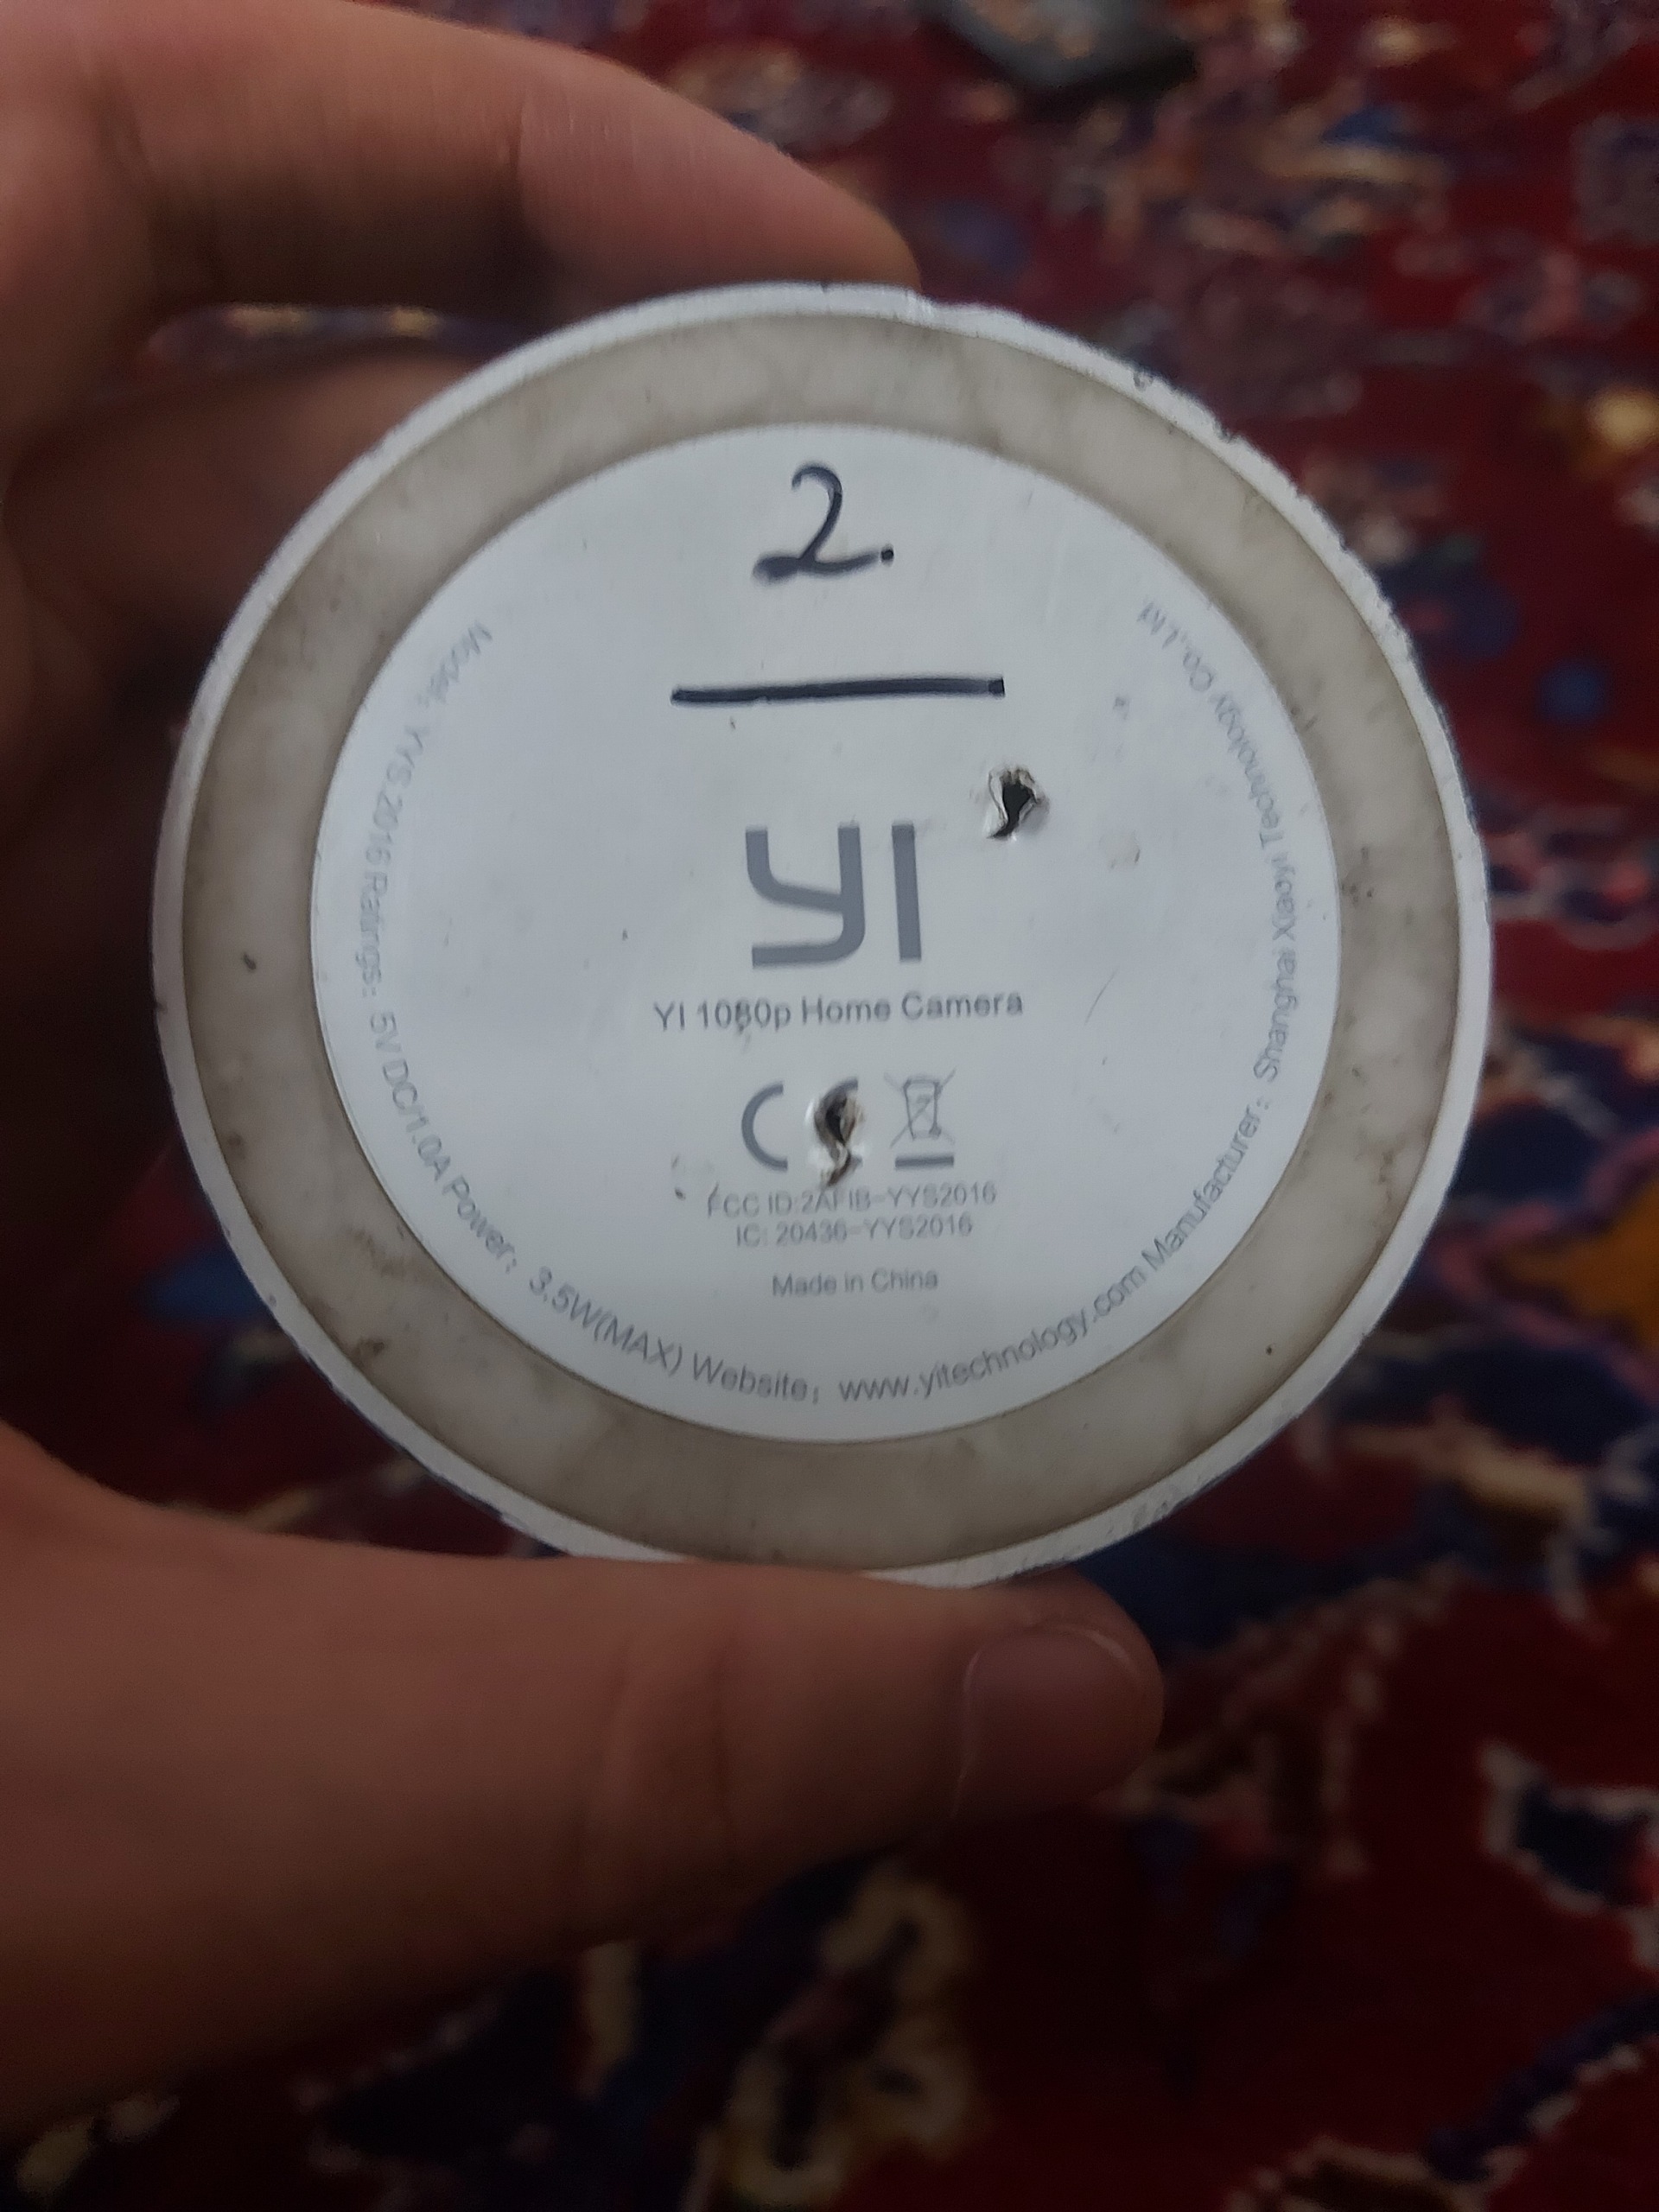 2.
YI
YI 1080p Home Camera
CE
FCC ID:2AFIB-YYS2016
IC: 20436-YYS2016
Made in China
Model: YYS.2016 Ratings: 5V DC/1.0A Power: 3.5W(MAX) Website: www.yitechnology.com Manufacturer: Shanghai Xiaoyi Technology Co.,Ltd